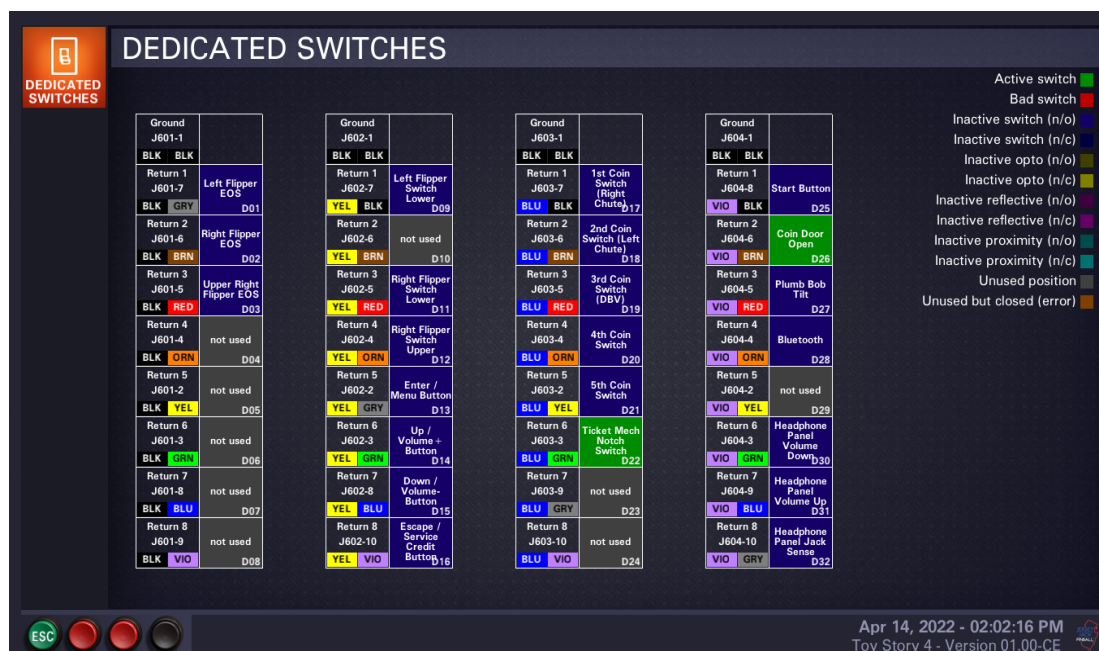 DEDICATED SWITCHES
DEDICATED
SWITCHES
Active switch
Bad switch
Inactive switch (n/o)
Inactive switch (n/c)
Inactive opto (n/o)
Inactive opto (n/c)
Inactive reflective (n/o)
Inactive reflective (n/c)
Inactive proximity (n/o)
Inactive proximity (n/c)
Unused position
Unused but closed (error)
Ground
J601-1
BLK BLK
Return 1
J601-7
BLK GRY
Left Flipper
EOS
D01
Return 2
J601-6
BLK BRN
Right Flipper
EOS
D02
Return 3
J601-5
BLK RED
Upper Right
Flipper EOS
D03
Return 4
J601-4
BLK ORN
not used
D04
Return 5
J601-2
BLK YEL
not used
D05
Return 6
J601-3
BLK GRN
not used
D06
Return 7
J601-8
BLK BLU
not used
D07
Return 8
J601-9
BLK VIO
not used
D08
Ground
J602-1
BLK BLK
Return 1
J602-7
YEL BLK
Left Flipper
Switch
Lower
D09
Return 2
J602-6
YEL BRN
not used
D10
Return 3
J602-5
YEL RED
Right Flipper
Switch
Lower
D11
Return 4
J602-4
YEL ORN
Right Flipper
Switch
Upper
D12
Return 5
J602-2
YEL GRY
Enter /
Menu Button
D13
Return 6
J602-3
YEL GRN
Up /
Volume+
Button
D14
Return 7
J602-8
YEL BLU
Down /
Volume-
Button
D15
Return 8
J602-10
YEL VIO
Escape /
Service
Credit
Button
D16
Ground
J603-1
BLK BLK
Return 1
J603-7
BLU BLK
1st Coin
Switch
(Right
Chute)
D17
Return 2
J603-6
BLU BRN
2nd Coin
Switch (Left
Chute)
D18
Return 3
J603-5
BLU RED
3rd Coin
Switch
(DBV)
D19
Return 4
J603-4
BLU ORN
4th Coin
Switch
D20
Return 5
J603-2
BLU YEL
5th Coin
Switch
D21
Return 6
J603-3
BLU GRN
Ticket Mech
Notch
Switch
D22
Return 7
J603-9
BLU GRY
not used
D23
Return 8
J603-10
BLU VIO
not used
D24
Ground
J604-1
BLK BLK
Return 1
J604-8
VIO BLK
Start Button
D25
Return 2
J604-6
VIO BRN
Coin Door
Open
D26
Return 3
J604-5
VIO RED
Plumb Bob
Tilt
D27
Return 4
J604-4
VIO ORN
Bluetooth
D28
Return 5
J604-2
VIO YEL
not used
D29
Return 6
J604-3
VIO GRN
Headphone
Panel
Volume
Down
D30
Return 7
J604-9
VIO BLU
Headphone
Panel
Volume Up
D31
Return 8
J604-10
VIO GRY
Headphone
Panel Jack
Sense
D32
ESC
Apr 14, 2022 - 02:02:16 PM
Toy Story 4 - Version 01.00-CE